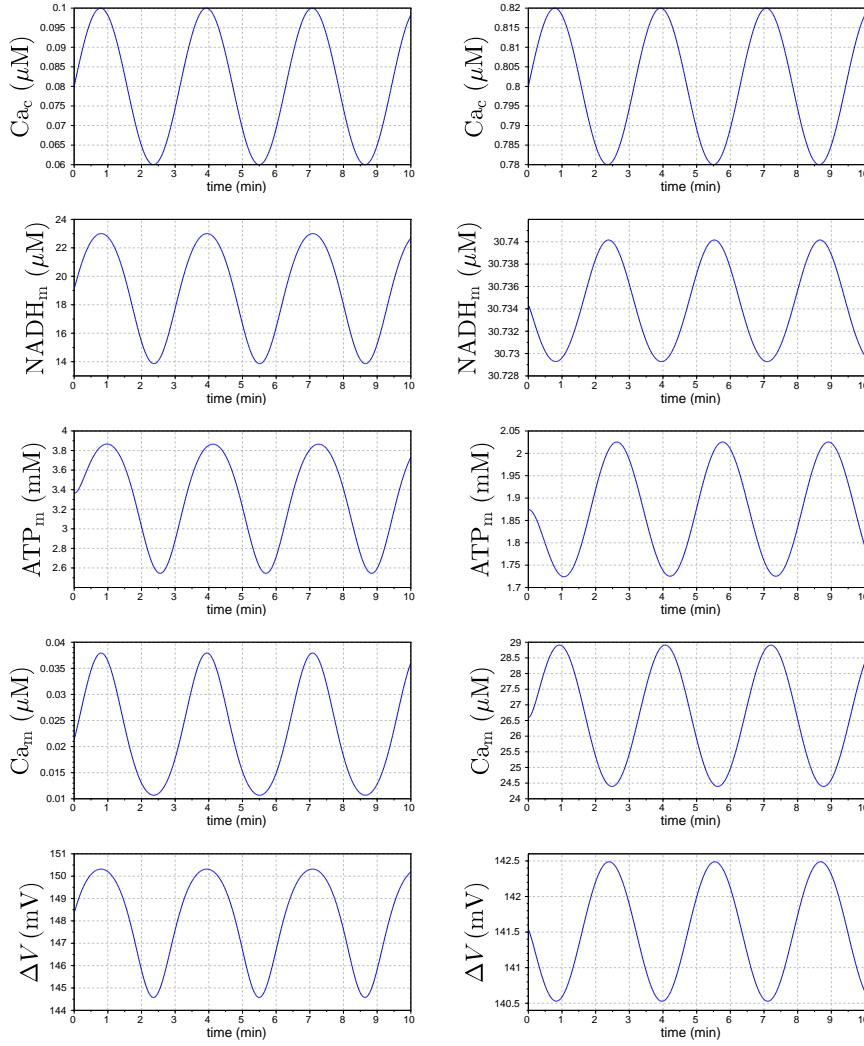 0.1 0.095 0.09 0.085 0.08 0.075 0.07 0.065 0.06
Ca_c (μM)
0 1 2 3 4 5 6 7 8 9 10
time (min)
0.82 0.815 0.81 0.805 0.8 0.795 0.79 0.785 0.78
Ca_c (μM)
0 1 2 3 4 5 6 7 8 9 10
time (min)
24 22 20 18 16 14
NADH_m (μM)
0 1 2 3 4 5 6 7 8 9 10
time (min)
30.74 30.738 30.736 30.734 30.732 30.73 30.728
NADH_m (μM)
0 1 2 3 4 5 6 7 8 9 10
time (min)
4 3.8 3.6 3.4 3.2 3 2.8 2.6
ATP_m (mM)
0 1 2 3 4 5 6 7 8 9 10
time (min)
2.05 2 1.95 1.9 1.85 1.8 1.75 1.7
ATP_m (mM)
0 1 2 3 4 5 6 7 8 9 10
time (min)
0.04 0.035 0.03 0.025 0.02 0.015 0.01
Ca_m (μM)
0 1 2 3 4 5 6 7 8 9 10
time (min)
29 28.5 28 27.5 27 26.5 26 25.5 25 24.5 24
Ca_m (μM)
0 1 2 3 4 5 6 7 8 9 10
time (min)
151 150 149 148 147 146 145 144
ΔV (mV)
0 1 2 3 4 5 6 7 8 9 10
time (min)
142.5 142 141.5 141 140.5
ΔV (mV)
0 1 2 3 4 5 6 7 8 9 10
time (min)